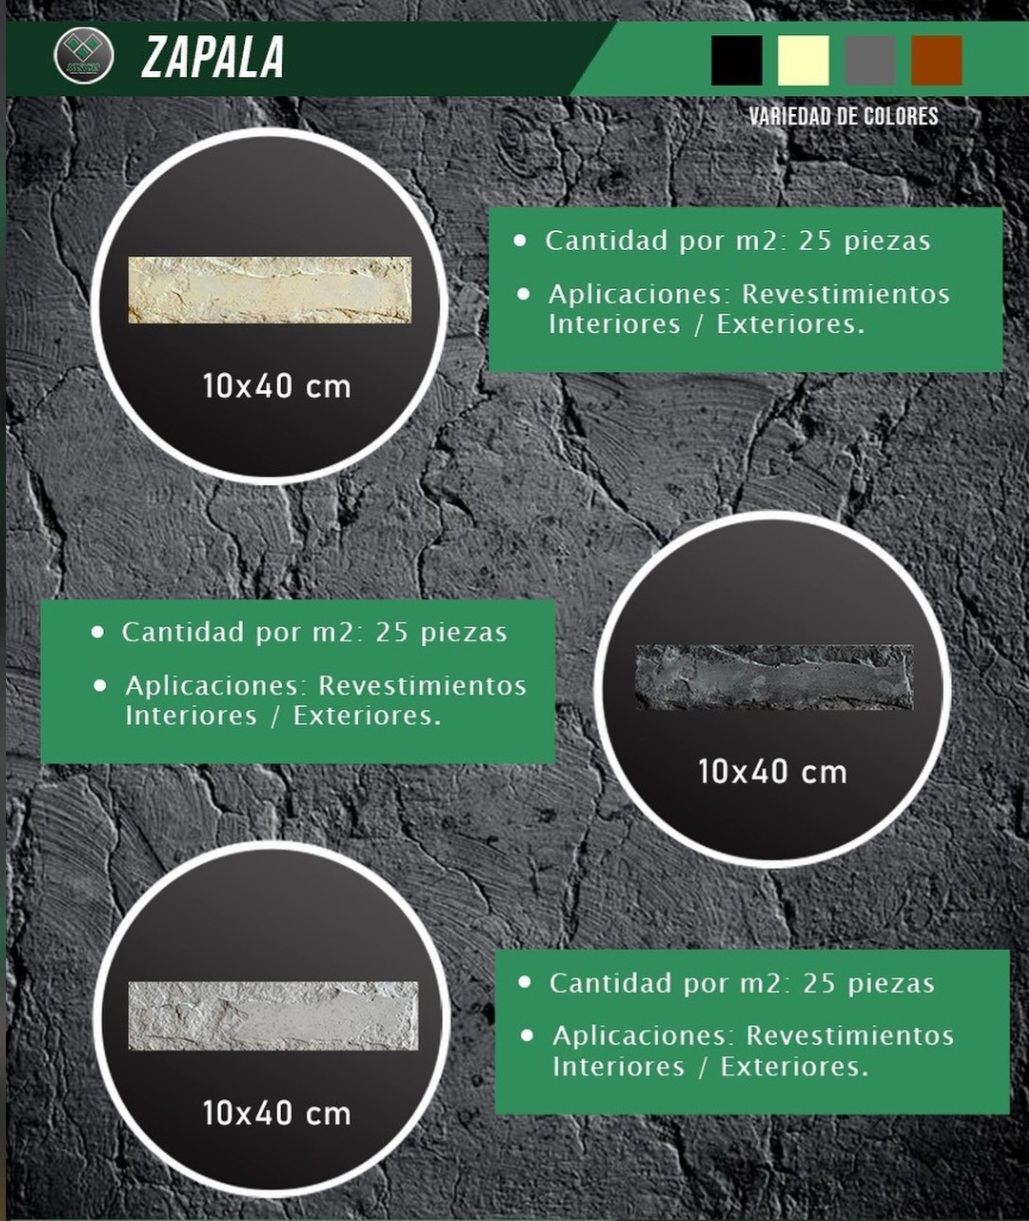 ZAPALA
VARIEDAD DE COLORES
10x40 cm
• Cantidad por m2: 25 piezas
• Aplicaciones: Revestimientos
Interiores / Exteriores.
• Cantidad por m2: 25 piezas
• Aplicaciones: Revestimientos
Interiores / Exteriores.
10x40 cm
10x40 cm
• Cantidad por m2: 25 piezas
• Aplicaciones: Revestimientos
Interiores / Exteriores.